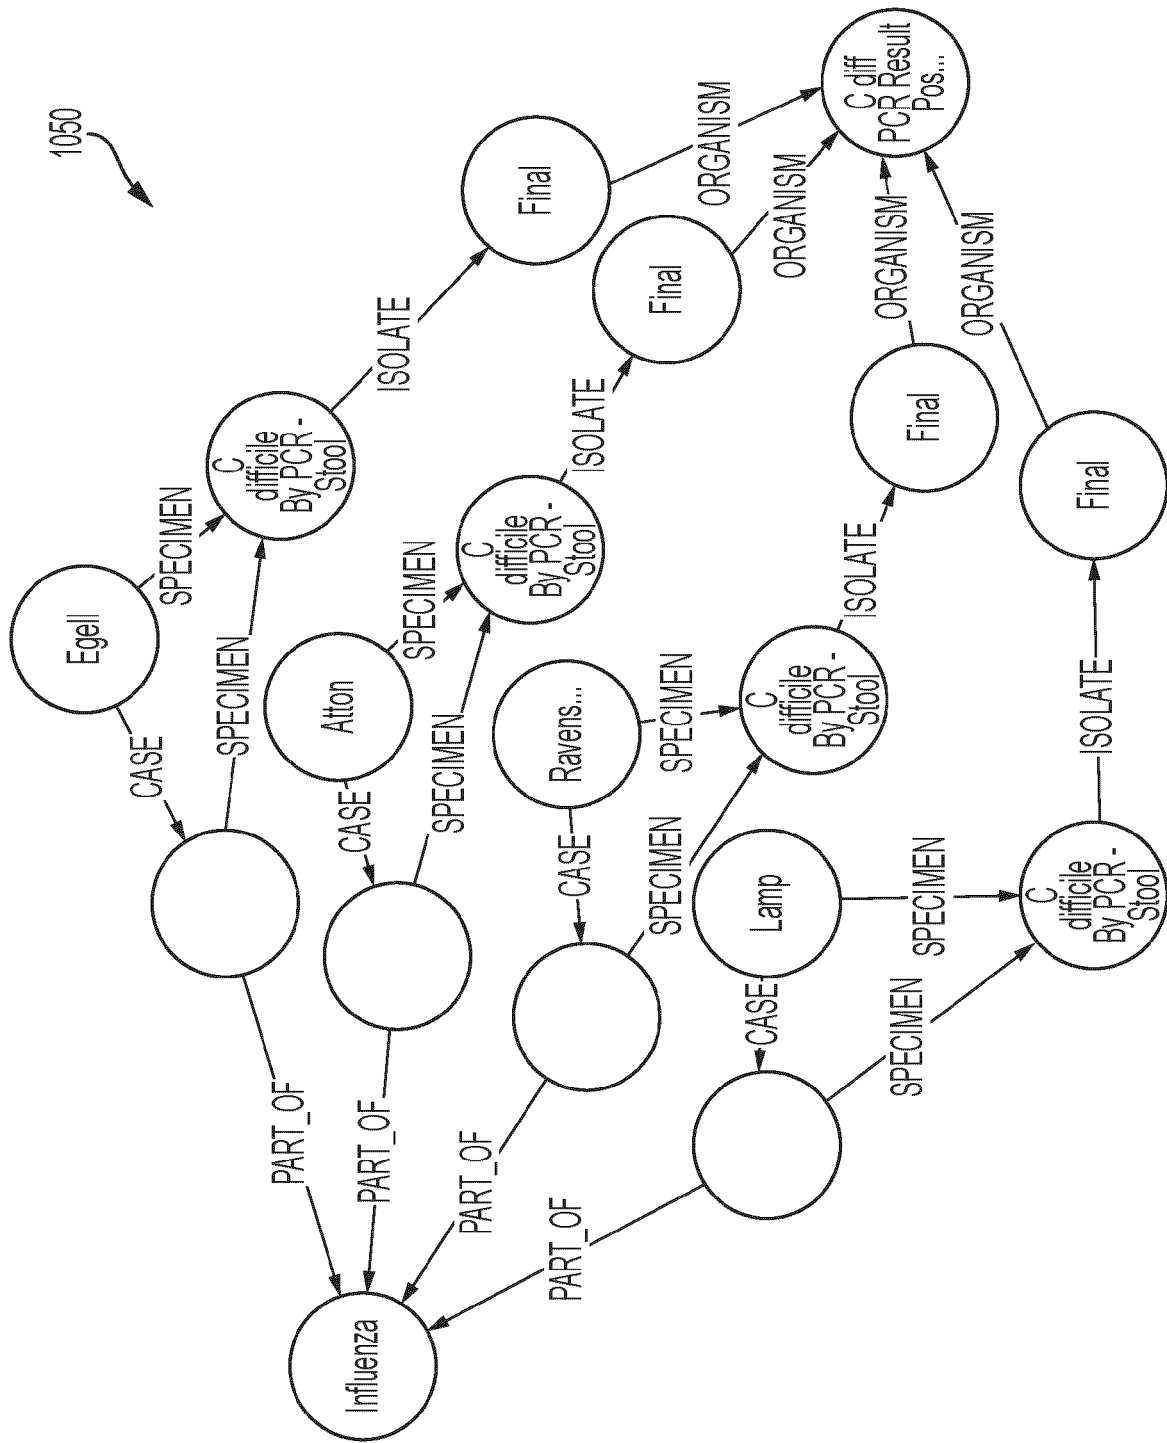 1050
Egell
CASE
SPECIMEN
SPECIMEN
C
difficile
By PCR -
Stool
PART_OF
Atton
CASE
Influenza
PART_OF
ISOLATE
SPECIMEN
SPECIMEN
PART_OF
C
difficile
By PCR -
Stool
Final
PART_OF
Ravens...
CASE
ISOLATE
SPECIMEN
Final
SPECIMEN
ORGANISM
CASE
Lamp
ORGANISM
C
difficile
By PCR -
Stool
ISOLATE
ORGANISM
C diff
PCR Result
Pos...
SPECIMEN
Final
SPECIMEN
ORGANISM
C
difficile
By PCR -
Stool
ISOLATE
Final